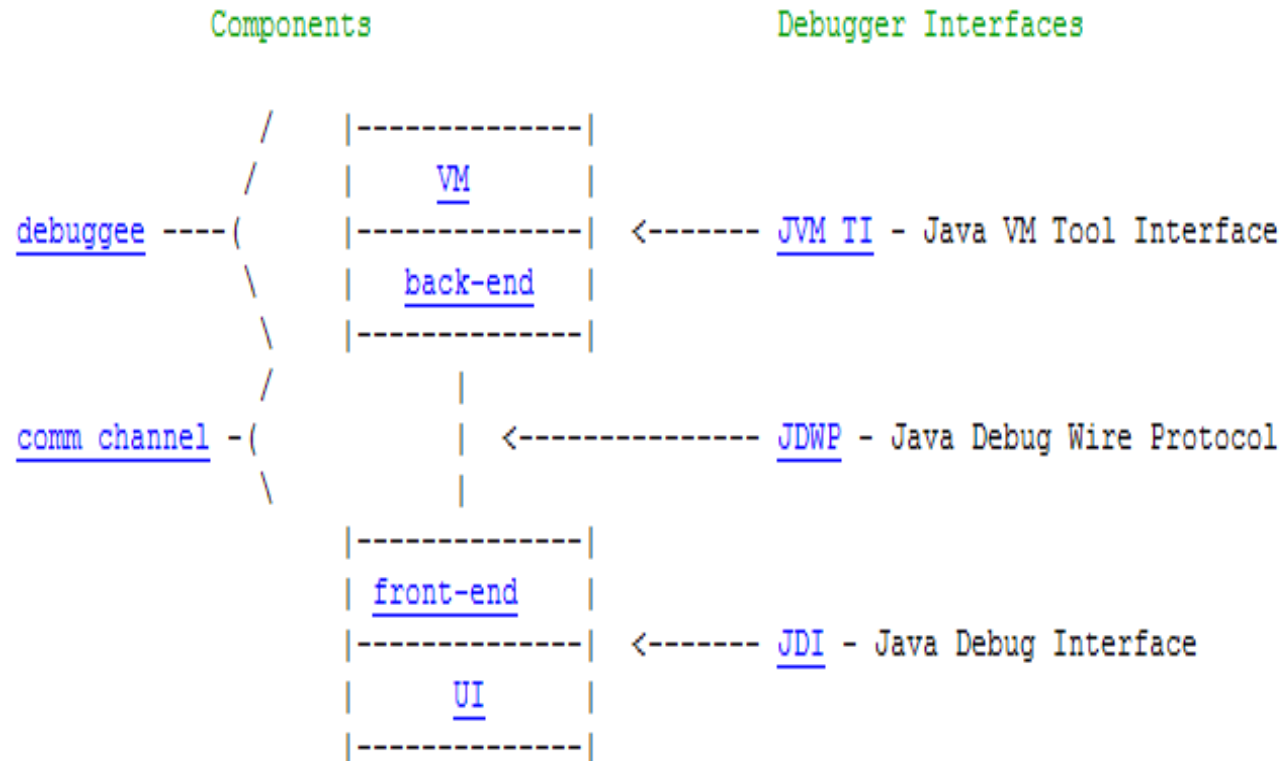 Components Debugger Interfaces
/ |--------------|
/ | VM |
debuggee ----( |--------------| <------- JVM TI - Java VM Tool Interface
\ | back-end |
\ |--------------|
/ |
comm channel -( | <--------------- JDWP - Java Debug Wire Protocol
\ |
|--------------|
| front-end |
|--------------| <------- JDI - Java Debug Interface
| UI |
|--------------|